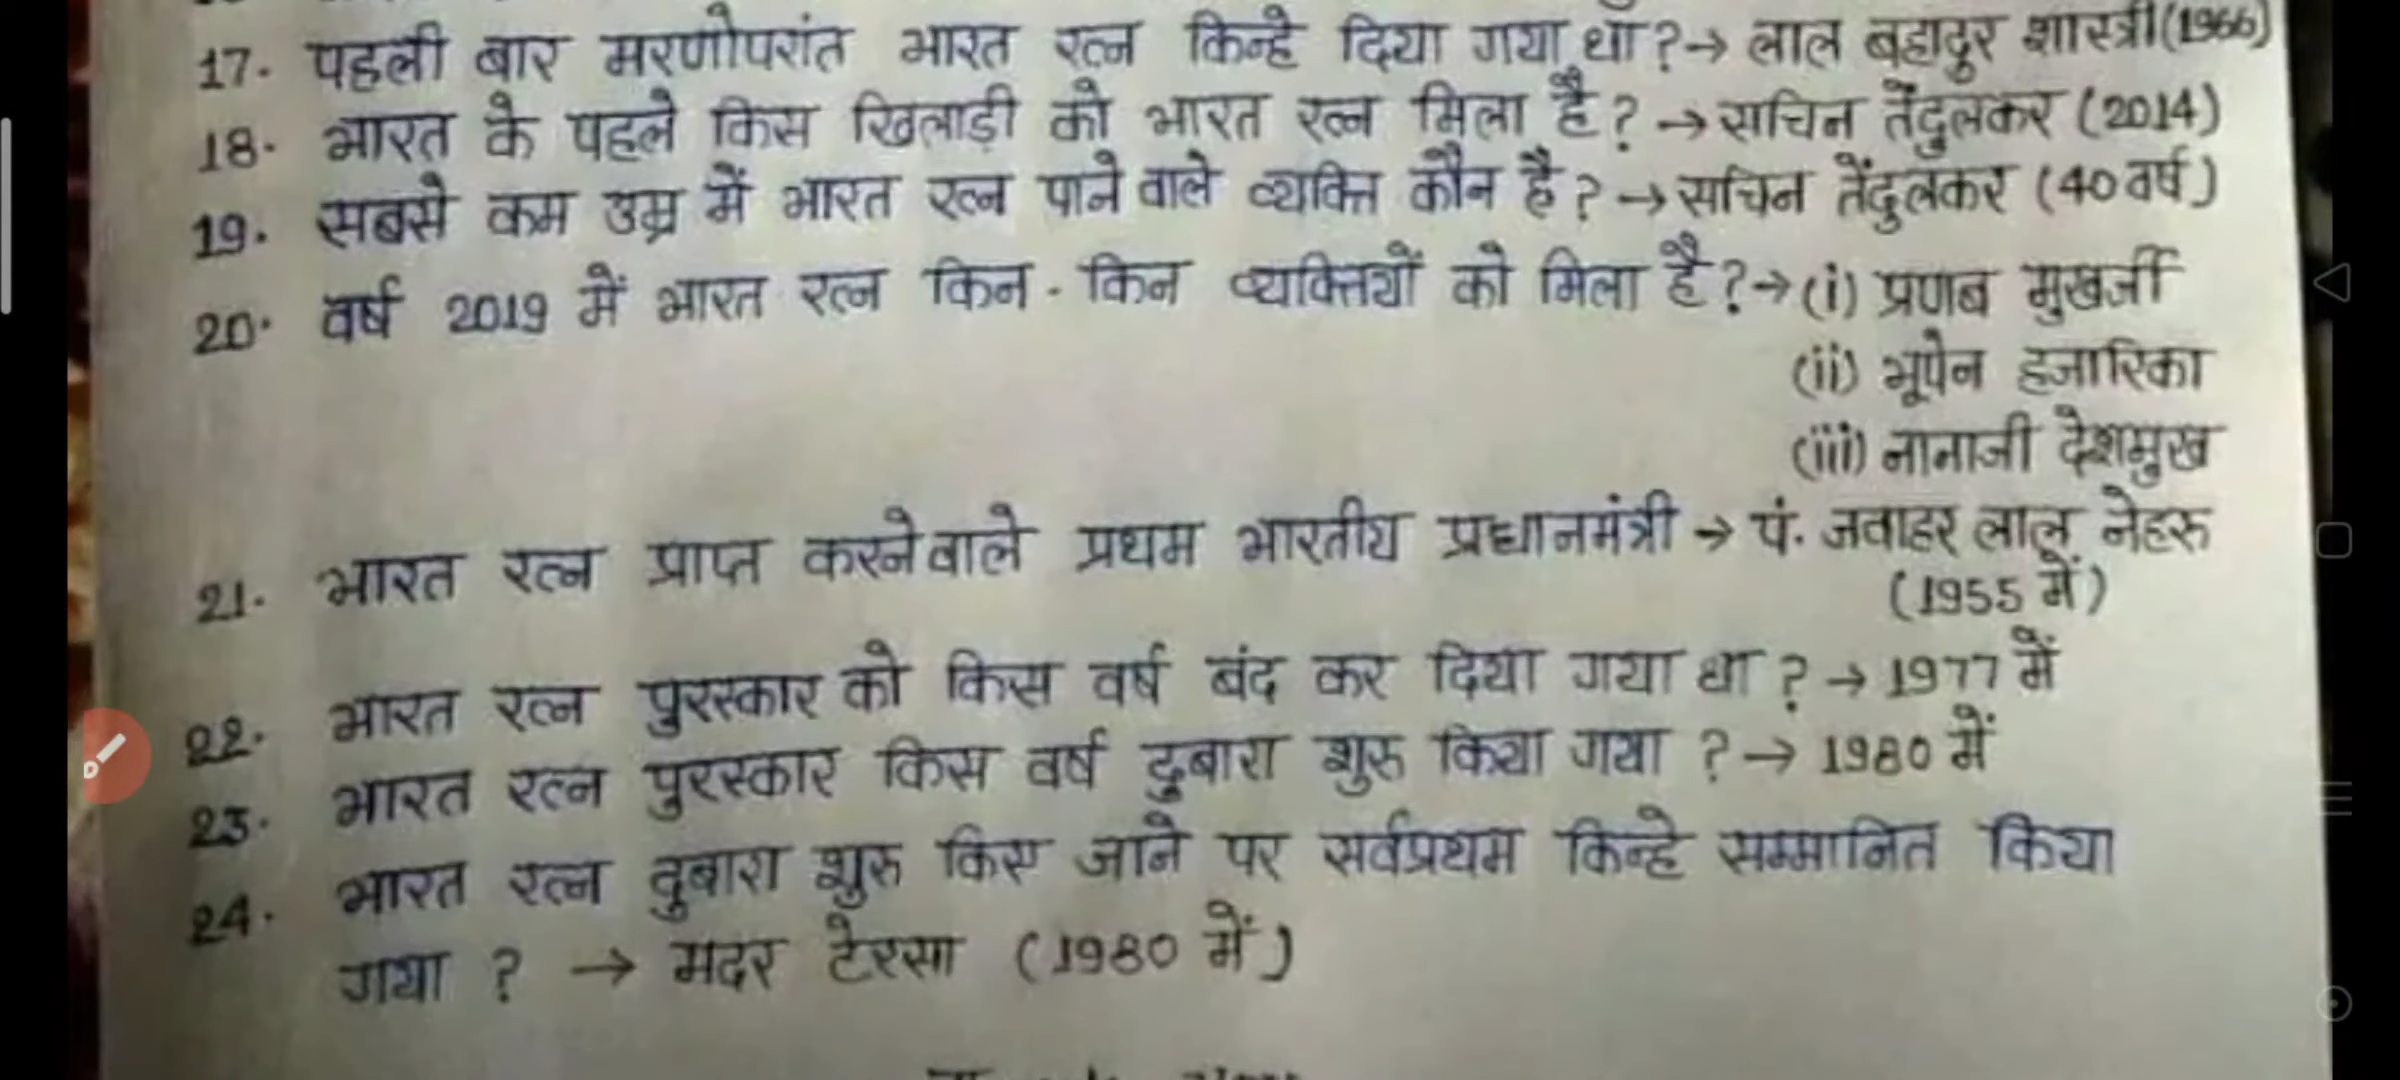 17. पहली बार मरणोपरांत भारत रत्न किन्हे दिया गया था? → लाल बहादुर शास्त्री (1966)
18. भारत के पहले किस खिलाड़ी को भारत रत्न मिला है? → सचिन तेंदुलकर (2014)
19. सबसे कम उम्र में भारत रत्न पाने वाले व्यक्ति कौन है? → सचिन तेंदुलकर (40 वर्ष)
20. वर्ष 2019 में भारत रत्न किन - किन व्यक्तियों को मिला है? → (i) प्रणब मुखर्जी
(ii) भूपेन हजारिका
(iii) नानाजी देशमुख
21. भारत रत्न प्राप्त करने वाले प्रथम भारतीय प्रधानमंत्री → पं. जवाहर लाल नेहरु
(1955 में)
22. भारत रत्न पुरस्कार को किस वर्ष बंद कर दिया गया था ? → 1977 में
23. भारत रत्न पुरस्कार किस वर्ष दुबारा शुरु किया गया ? → 1980 में
24. भारत रत्न दुबारा शुरु किए जाने पर सर्वप्रथम किन्हे सम्मानित किया
गया ? → मदर टेरसा (1980 में)